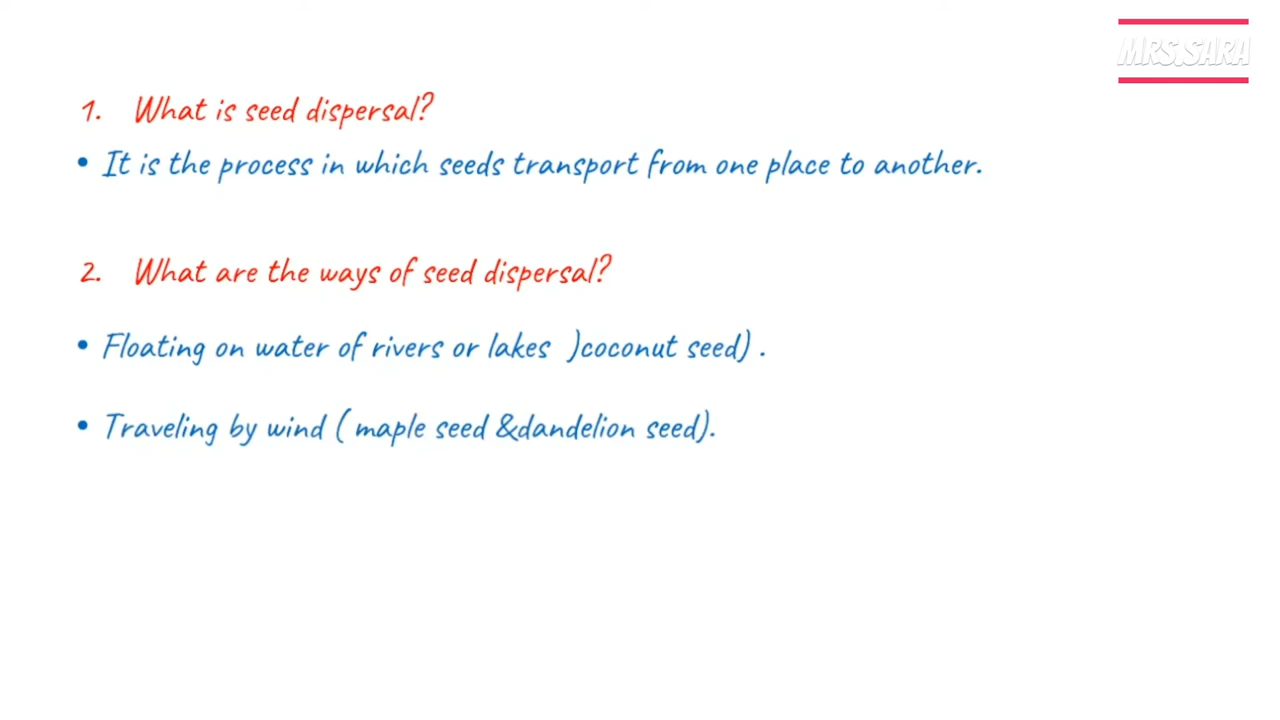 MRS.SARA
1. What is seed dispersal?
• It is the process in which seeds transport from one place to another.
2. What are the ways of seed dispersal?
• Floating on water of rivers or lakes )coconut seed) .
• Traveling by wind ( maple seed &dandelion seed).